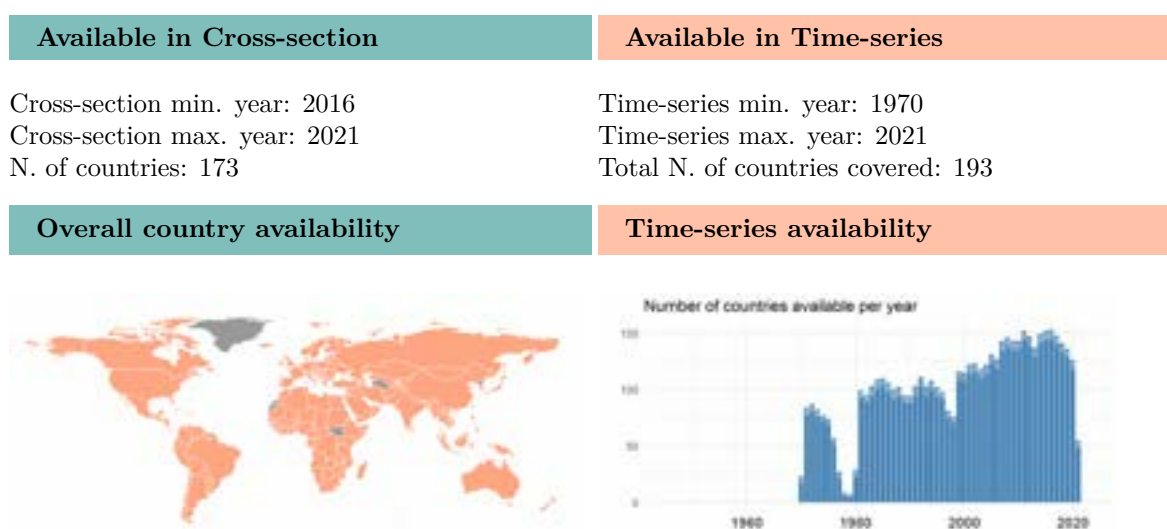 Available in Cross-section
Available in Time-series
Cross-section min. year: 2016
Cross-section max. year: 2021
N. of countries: 173
Time-series min. year: 1970
Time-series max. year: 2021
Total N. of countries covered: 193
Overall country availability
Time-series availability
Number of countries available per year
150
100
50
0
1960
1980
2000
2020